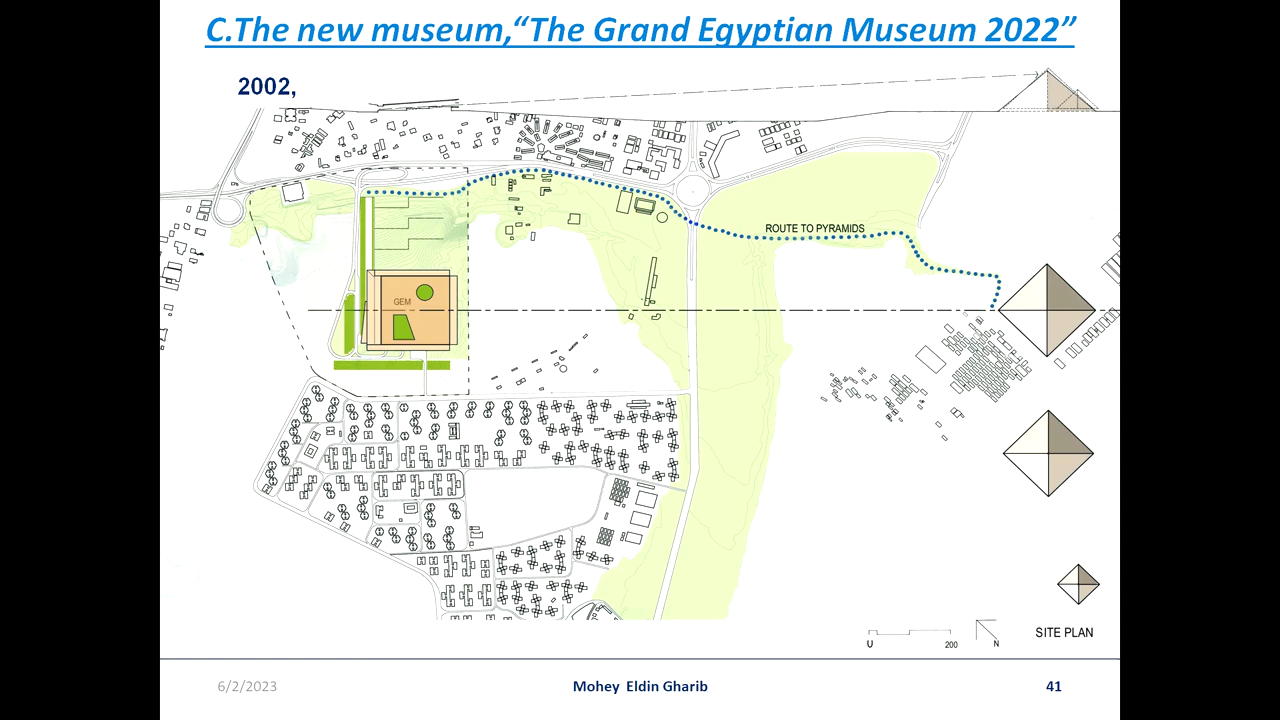 C.The new museum,“The Grand Egyptian Museum 2022”
2002,
ROUTE TO PYRAMIDS
GEM
0 200
N
SITE PLAN
6/2/2023 Mohey Eldin Gharib 41